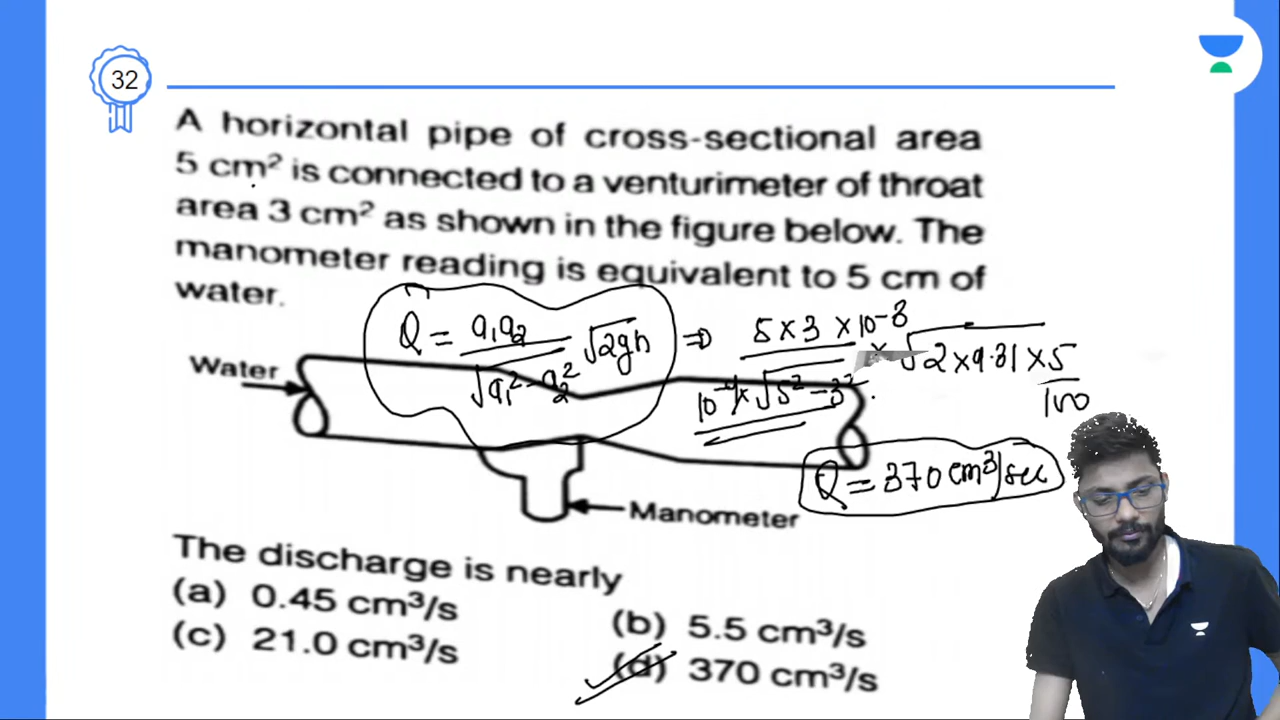 32
A horizontal pipe of cross-sectional area
5 cm² is connected to a venturimeter of throat
area 3 cm² as shown in the figure below. The
manometer reading is equivalent to 5 cm of
water.
Q = a₁a₂ / √a₁² - a₂² √2gh ⇒ 5 × 3 × 10⁻⁸ / 10⁻⁴ × √5² - 3² × √2 × 9.81 × 5/100
Water
Q = 370 cm³/sec
Manometer
The discharge is nearly
(a) 0.45 cm³/s
(b) 5.5 cm³/s
(c) 21.0 cm³/s
(d) 370 cm³/s